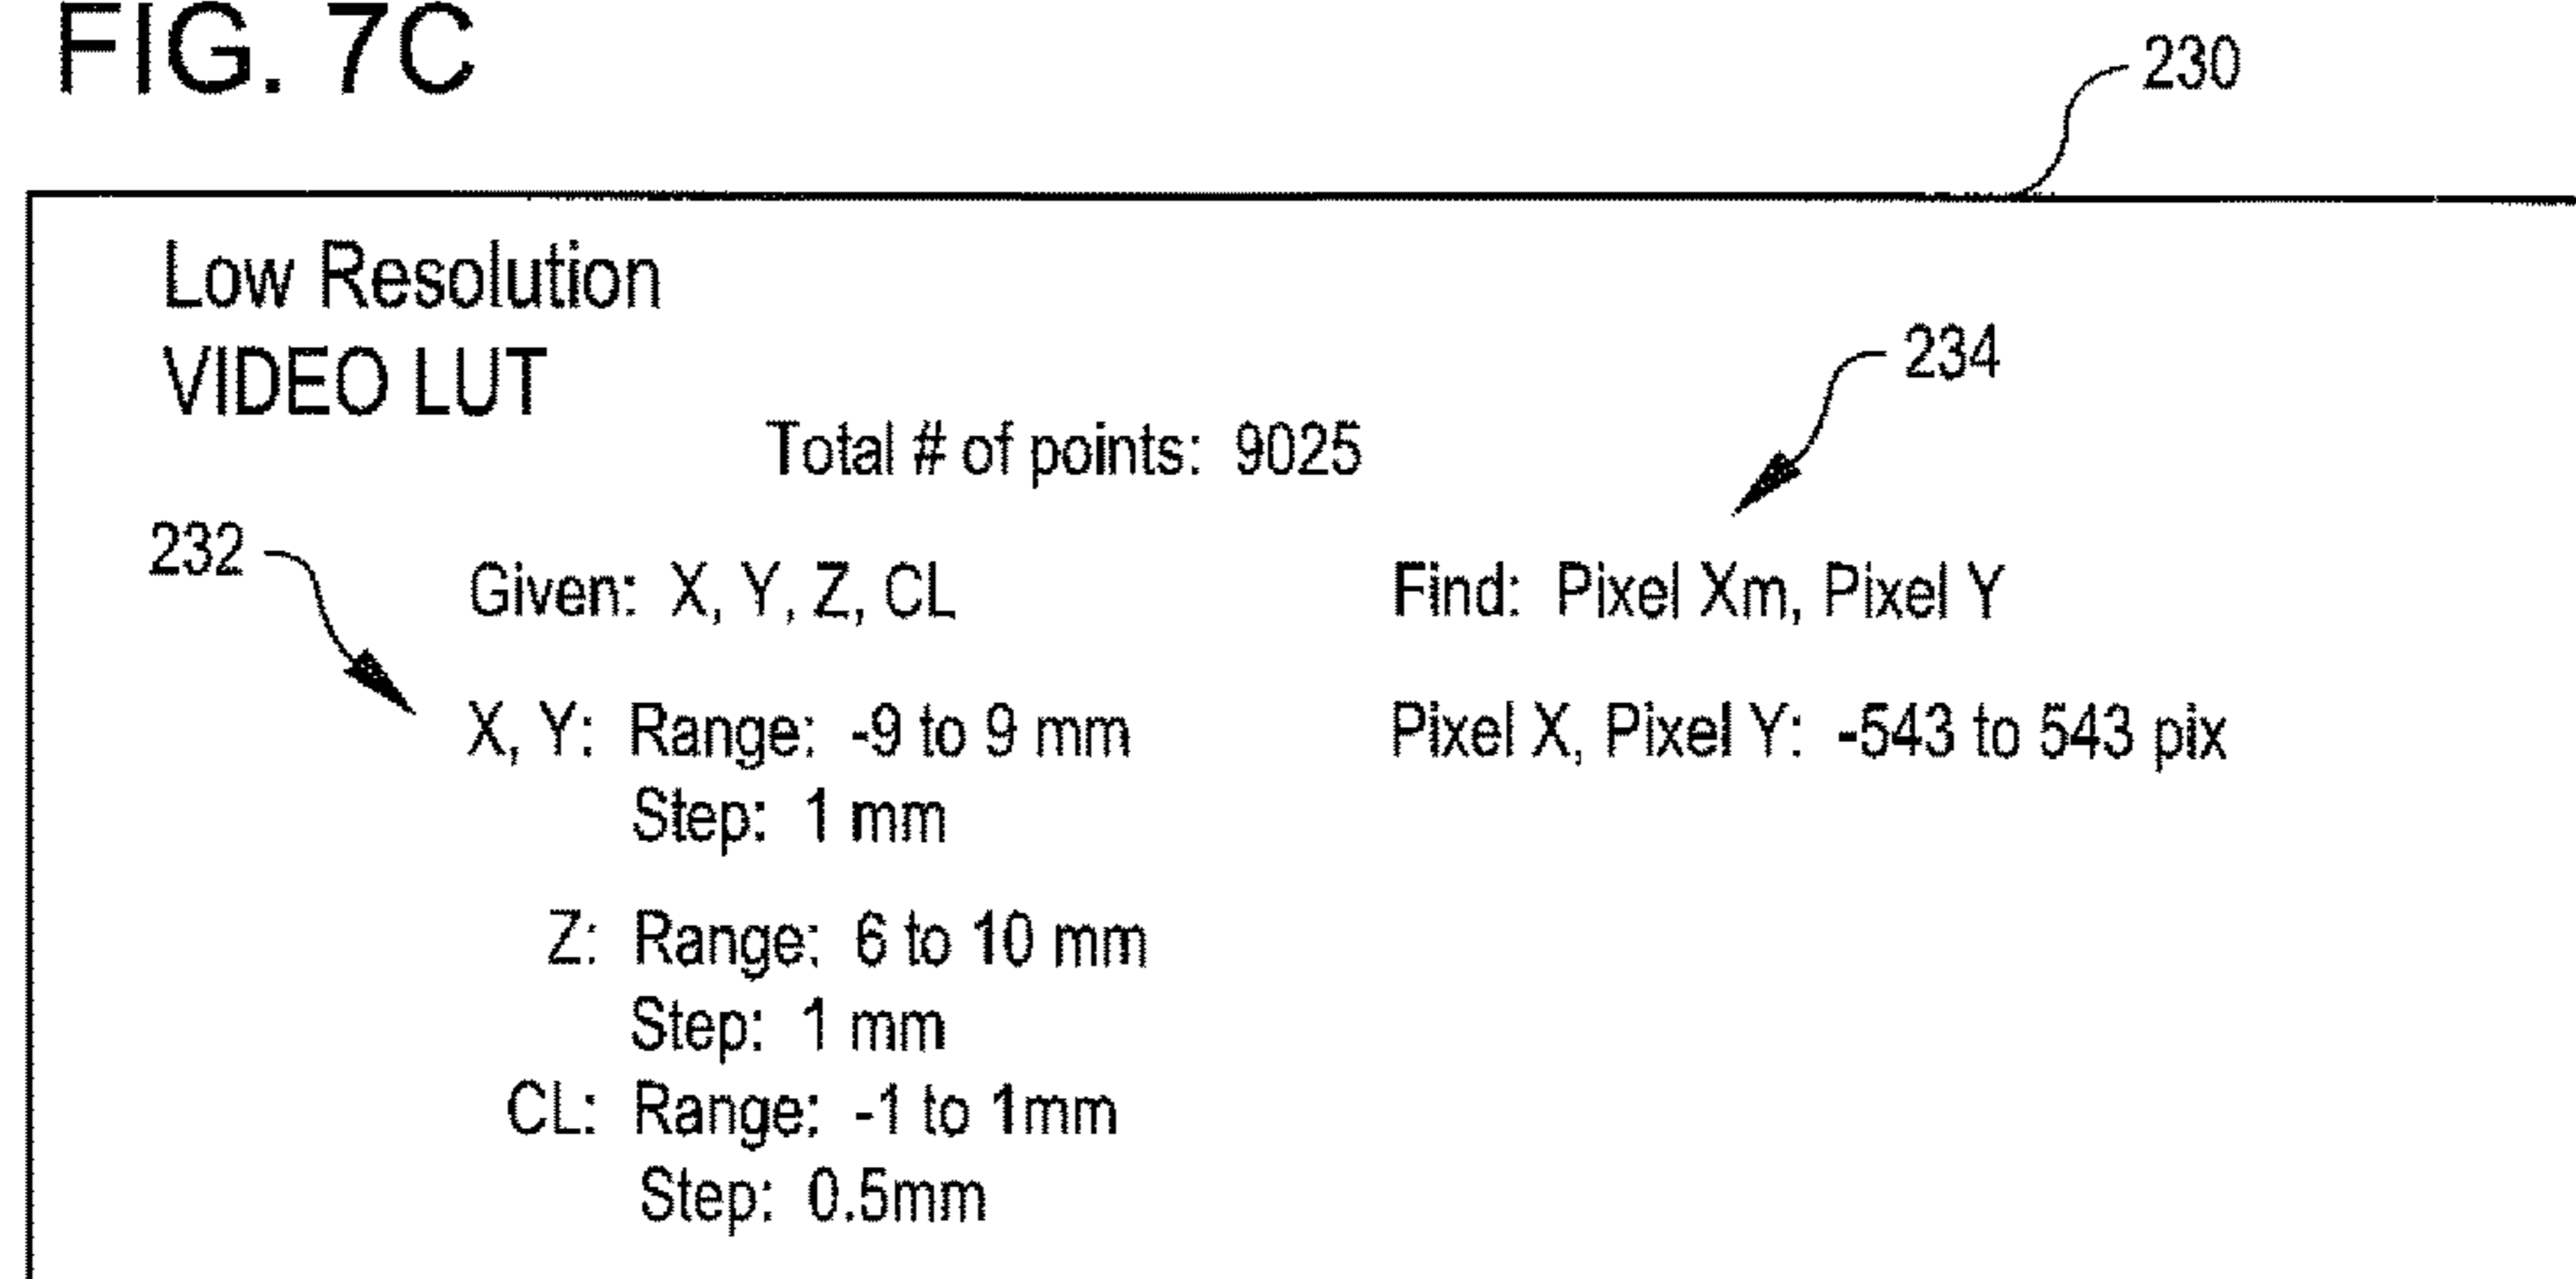 FIG. 7C
230
Low Resolution
VIDEO LUT
234
Total # of points: 9025
232
Given: X, Y, Z, CL
Find: Pixel Xm, Pixel Y
X, Y: Range: -9 to 9 mm
Pixel X, Pixel Y: -543 to 543 pix
Step: 1 mm
Z: Range: 6 to 10 mm
Step: 1 mm
CL: Range: -1 to 1mm
Step: 0.5mm